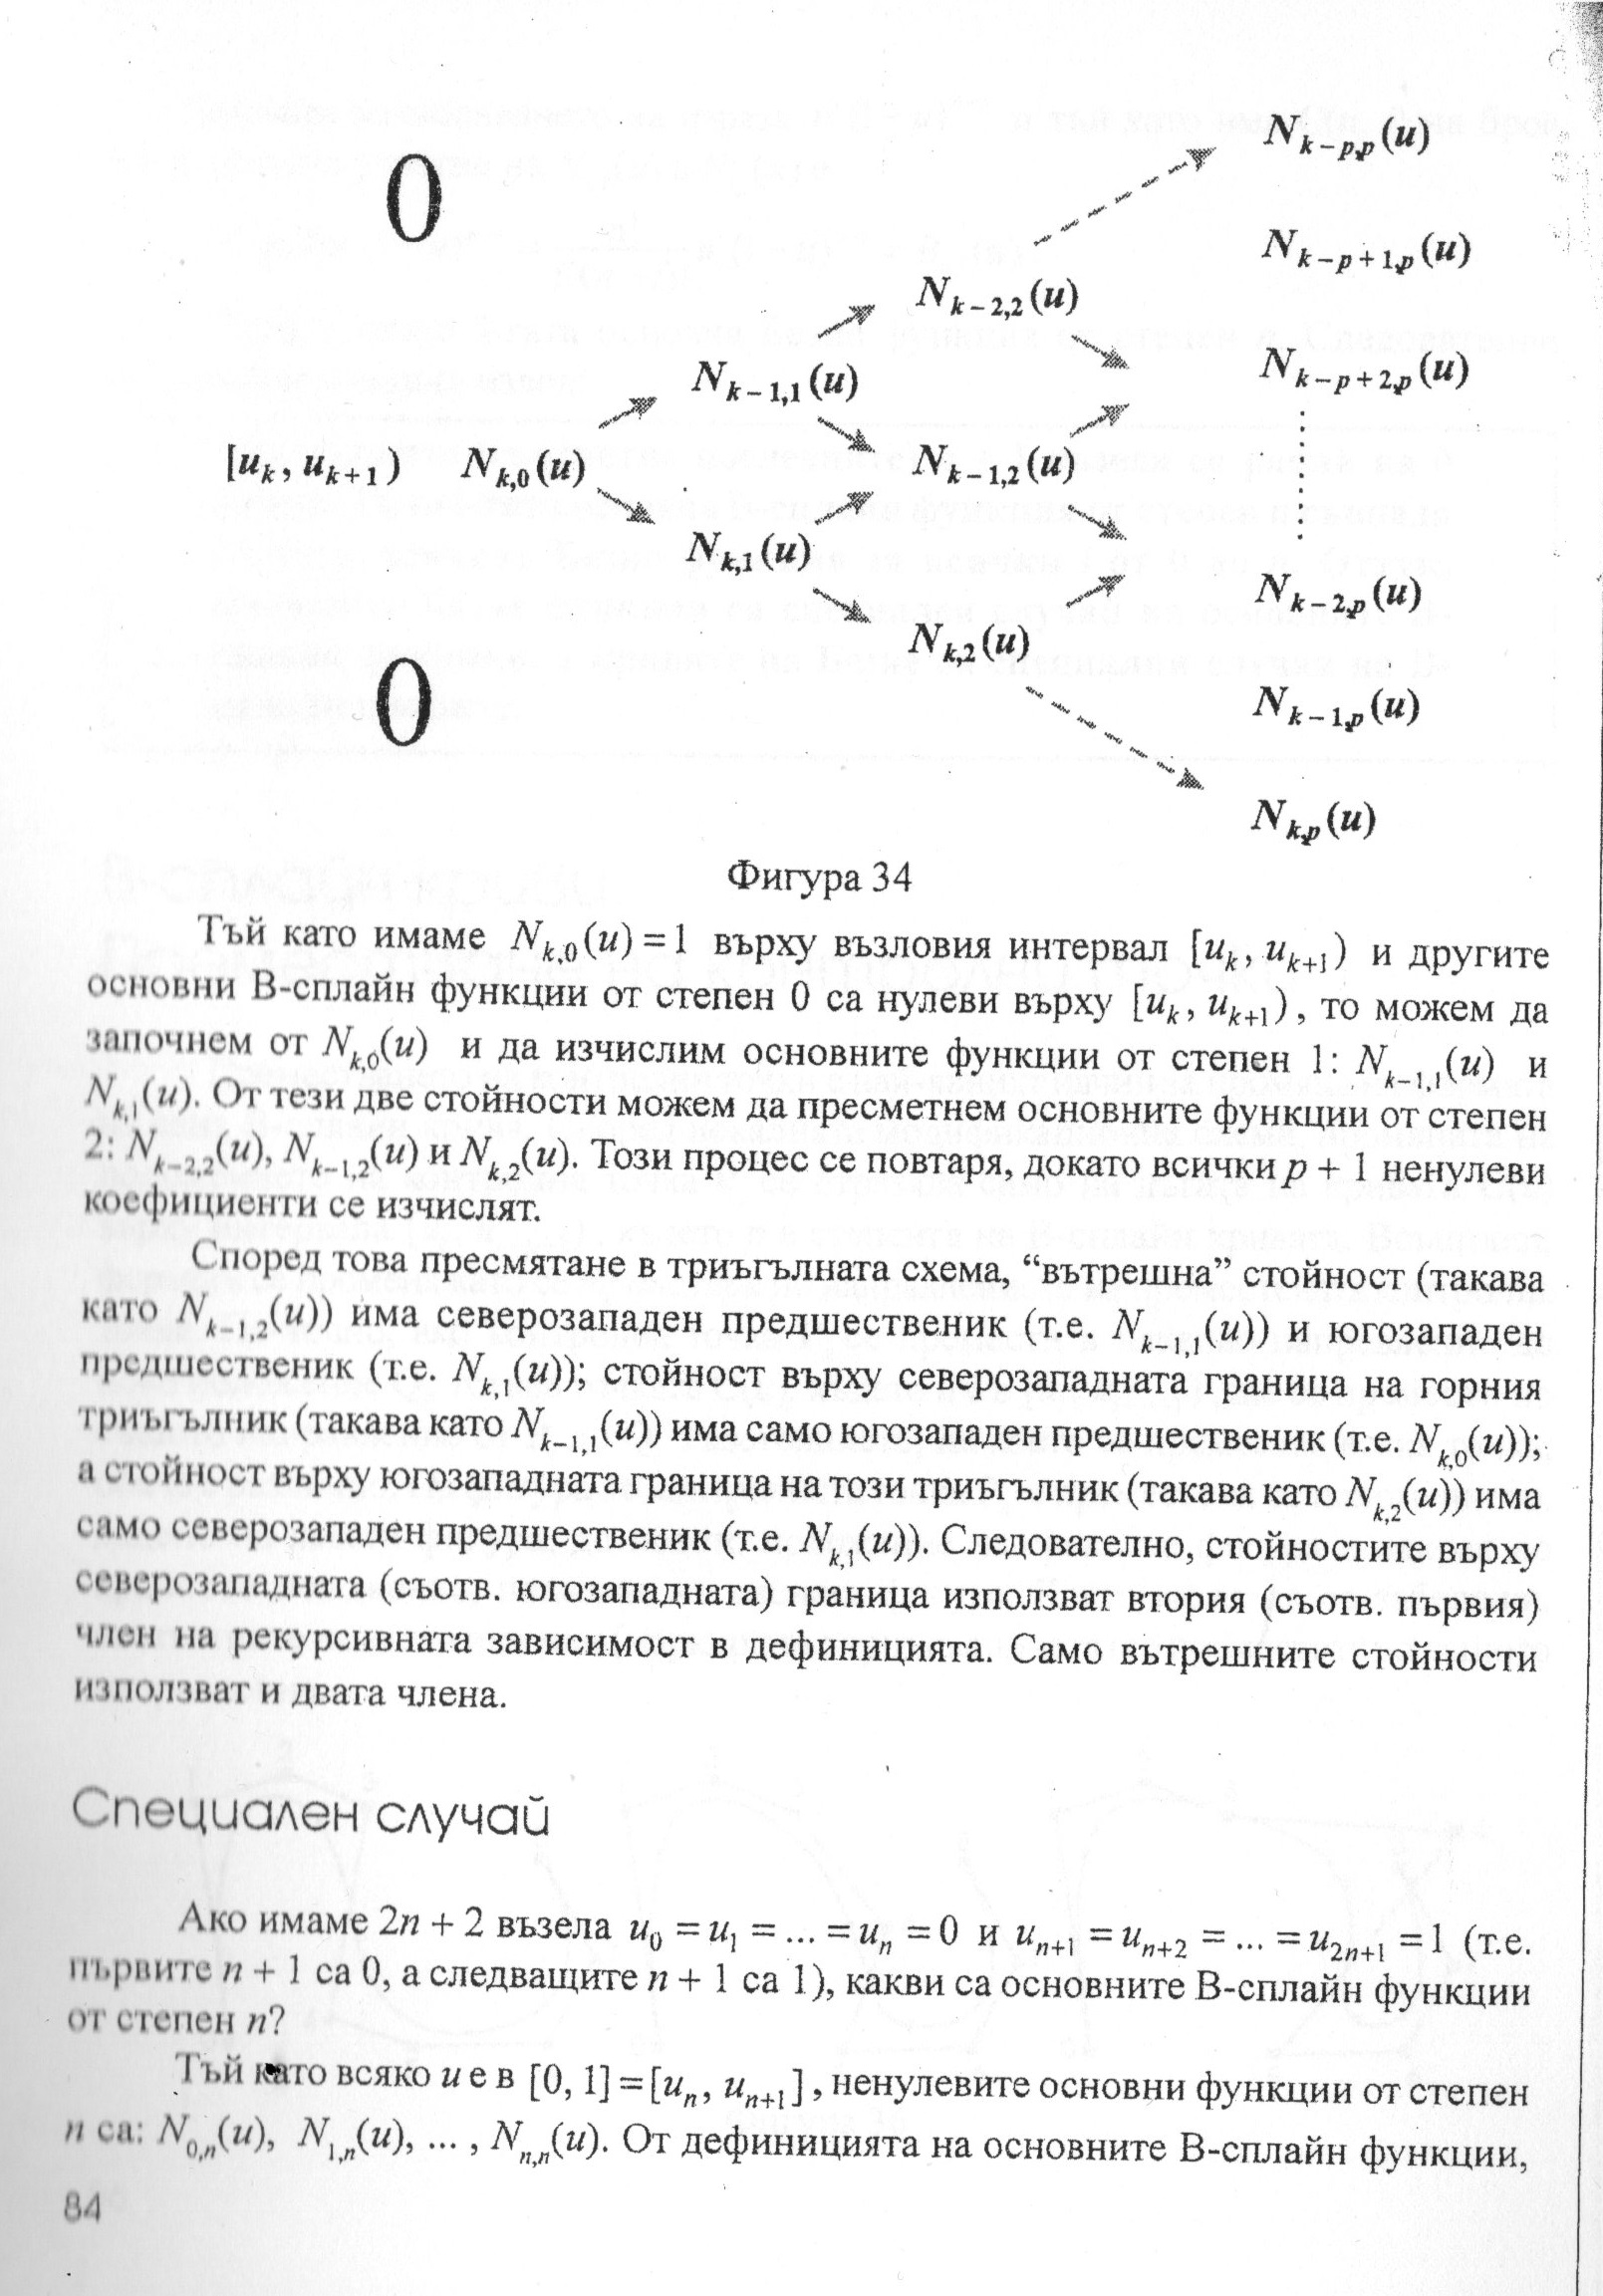 0
N_{k-p,p}(u)
N_{k-p+1,p}(u)
N_{k-2,2}(u)
N_{k-p+2,p}(u)
N_{k-1,1}(u)
[u_k, u_{k+1}) N_{k,0}(u) N_{k-1,2}(u)
N_{k,1}(u)
N_{k-2,p}(u)
N_{k,2}(u)
0
N_{k-1,p}(u)
N_{k,p}(u)
Фигура 34
Тъй като имаме N_{k,0}(u) = 1 върху възловия интервал [u_k, u_{k+1}) и другите
основни В-сплайн функции от степен 0 са нулеви върху [u_k, u_{k+1}), то можем да
започнем от N_{k,0}(u) и да изчислим основните функции от степен 1: N_{k-1,1}(u) и
N_{k,1}(u). От тези две стойности можем да пресметнем основните функции от степен
2: N_{k-2,2}(u), N_{k-1,2}(u) и N_{k,2}(u). Този процес се повтаря, докато всички p + 1 ненулеви
коефициенти се изчислят.
Според това пресмятане в триъгълната схема, “вътрешна” стойност (такава
като N_{k-1,2}(u)) има северозападен предшественик (т.е. N_{k-1,1}(u)) и югозападен
предшественик (т.е. N_{k,1}(u)); стойност върху северозападната граница на горния
триъгълник (такава като N_{k-1,1}(u)) има само югозападен предшественик (т.е. N_{k,0}(u));
а стойност върху югозападната граница на този триъгълник (такава като N_{k,2}(u)) има
само северозападен предшественик (т.е. N_{k,1}(u)). Следователно, стойностите върху
северозападната (съотв. югозападната) граница използват втория (съотв. първия)
член на рекурсивната зависимост в дефиницията. Само вътрешните стойности
използват и двата члена.
Специален случай
Ако имаме 2n + 2 възела u_0 = u_1 = ... = u_n = 0 и u_{n+1} = u_{n+2} = ... = u_{2n+1} = 1 (т.е.
първите n + 1 са 0, а следващите n + 1 са 1), какви са основните В-сплайн функции
от степен n?
Тъй като всяко u е в [0, 1] = [u_n, u_{n+1}], ненулевите основни функции от степен
n са: N_{0,n}(u), N_{1,n}(u), ... , N_{n,n}(u). От дефиницията на основните В-сплайн функции,
84